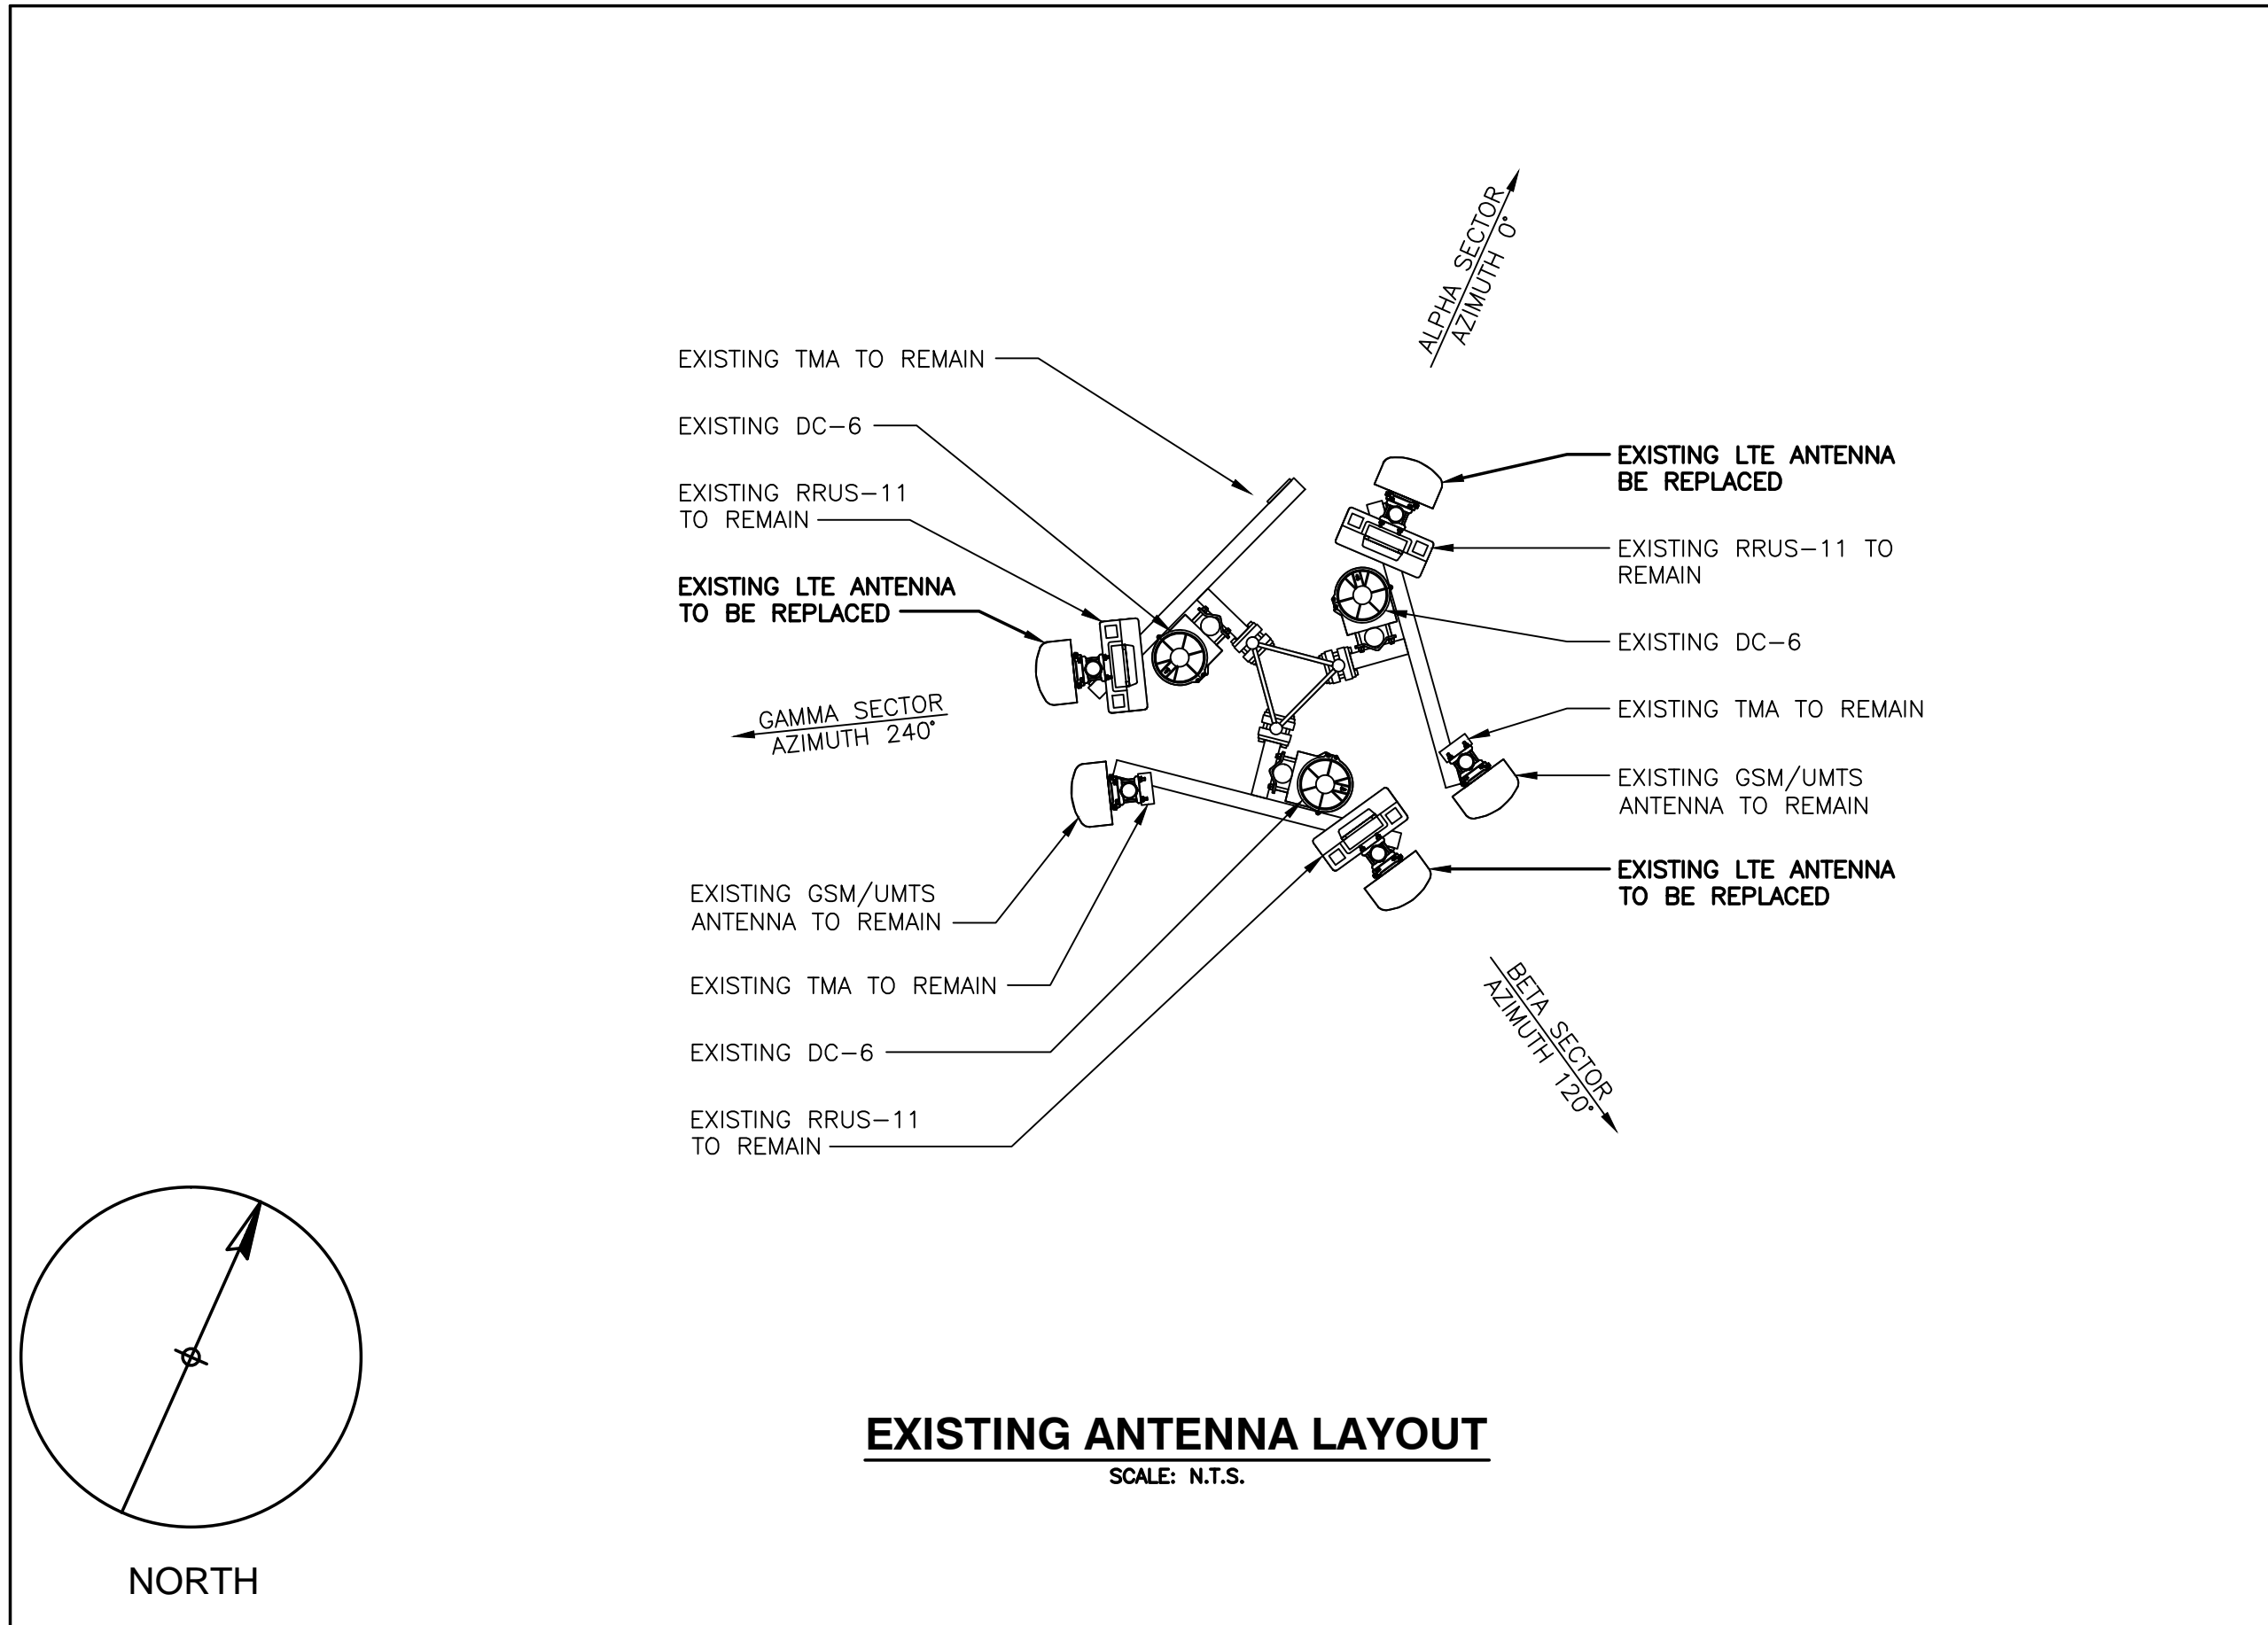 ALPHA SECTOR
AZIMUTH 0°
EXISTING TMA TO REMAIN
EXISTING DC-6
EXISTING RRUS-11
TO REMAIN
EXISTING LTE ANTENNA
TO BE REPLACED
GAMMA SECTOR
AZIMUTH 240°
EXISTING LTE ANTENNA
BE REPLACED
EXISTING RRUS-11 TO
REMAIN
EXISTING DC-6
EXISTING TMA TO REMAIN
EXISTING GSM/UMTS
ANTENNA TO REMAIN
EXISTING LTE ANTENNA
TO BE REPLACED
EXISTING GSM/UMTS
ANTENNA TO REMAIN
EXISTING TMA TO REMAIN
EXISTING DC-6
EXISTING RRUS-11
TO REMAIN
BETA SECTOR
AZIMUTH 120°
EXISTING ANTENNA LAYOUT
SCALE: N.T.S.
NORTH